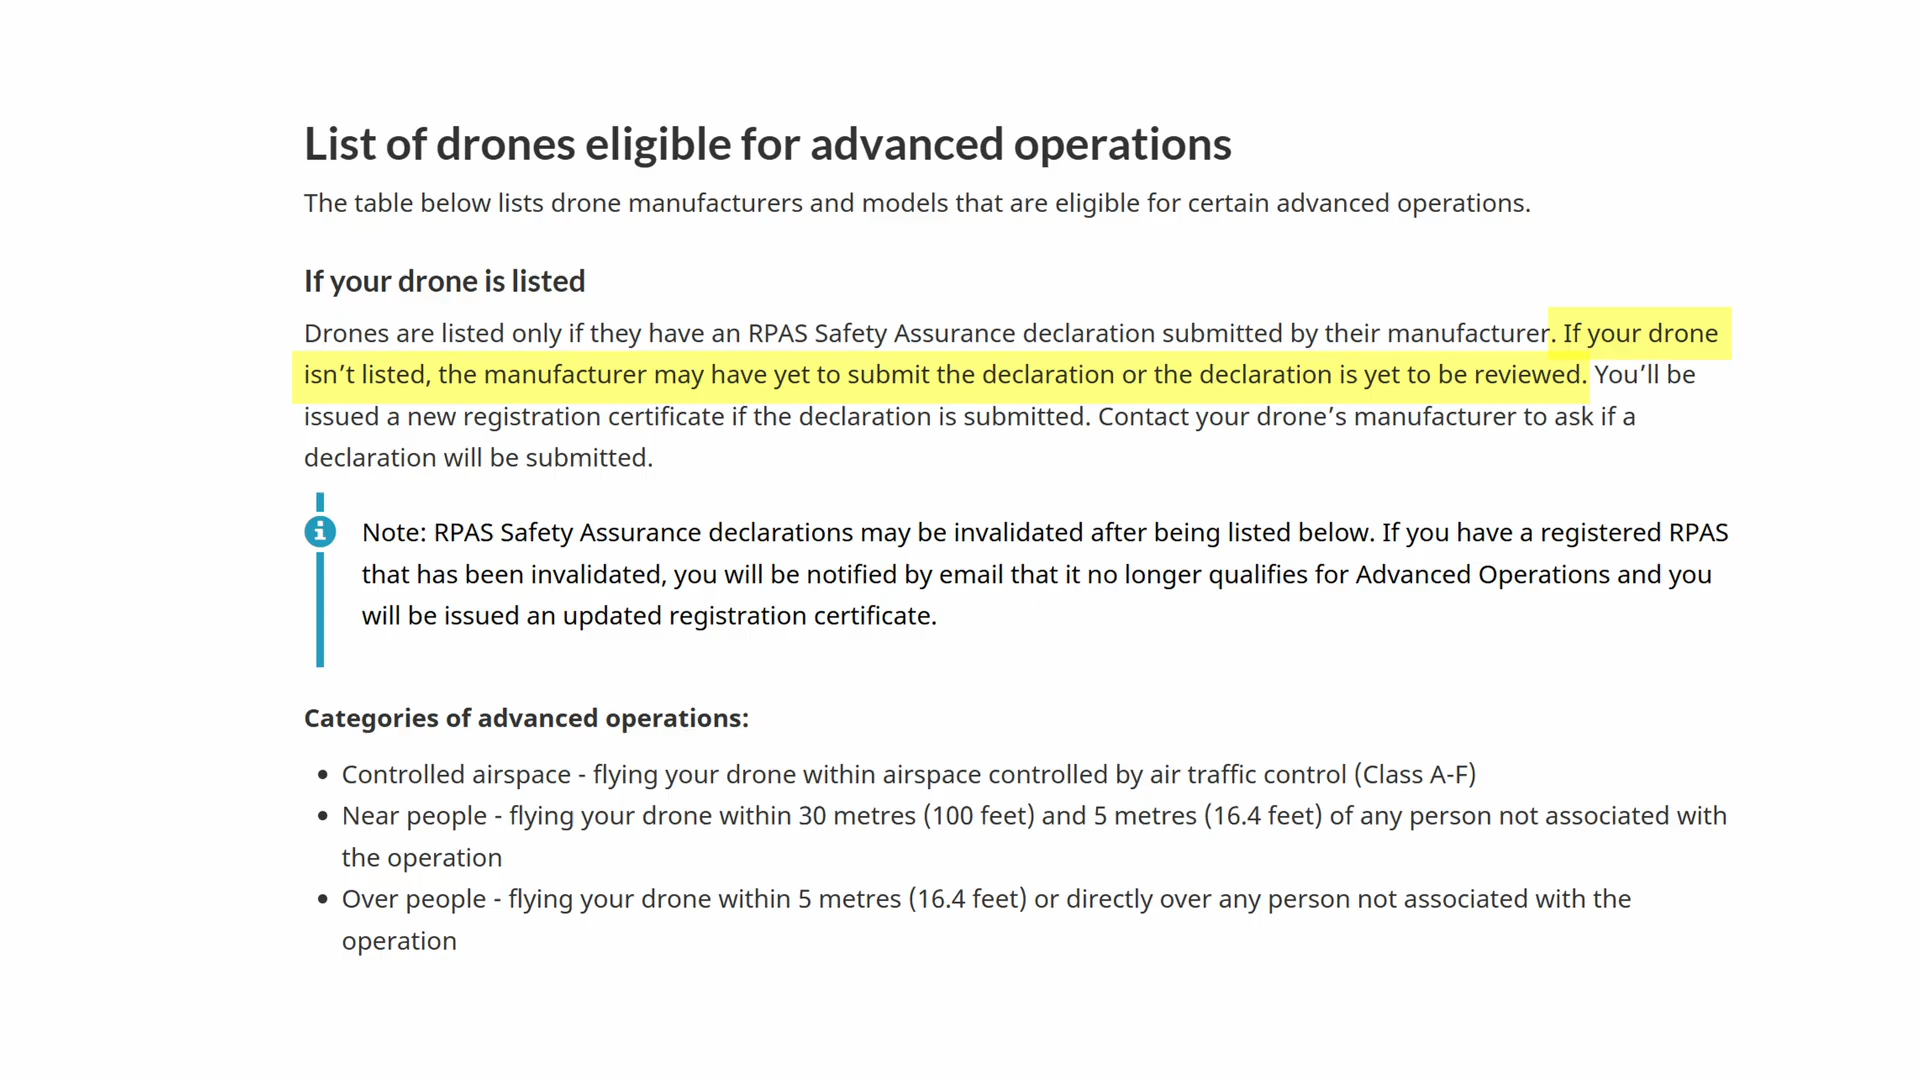 List of drones eligible for advanced operations
The table below lists drone manufacturers and models that are eligible for certain advanced operations.
If your drone is listed
Drones are listed only if they have an RPAS Safety Assurance declaration submitted by their manufacturer. If your drone
isn’t listed, the manufacturer may have yet to submit the declaration or the declaration is yet to be reviewed. You’ll be
issued a new registration certificate if the declaration is submitted. Contact your drone’s manufacturer to ask if a
declaration will be submitted.
Note: RPAS Safety Assurance declarations may be invalidated after being listed below. If you have a registered RPAS
that has been invalidated, you will be notified by email that it no longer qualifies for Advanced Operations and you
will be issued an updated registration certificate.
Categories of advanced operations:
• Controlled airspace - flying your drone within airspace controlled by air traffic control (Class A-F)
• Near people - flying your drone within 30 metres (100 feet) and 5 metres (16.4 feet) of any person not associated with
the operation
• Over people - flying your drone within 5 metres (16.4 feet) or directly over any person not associated with the
operation